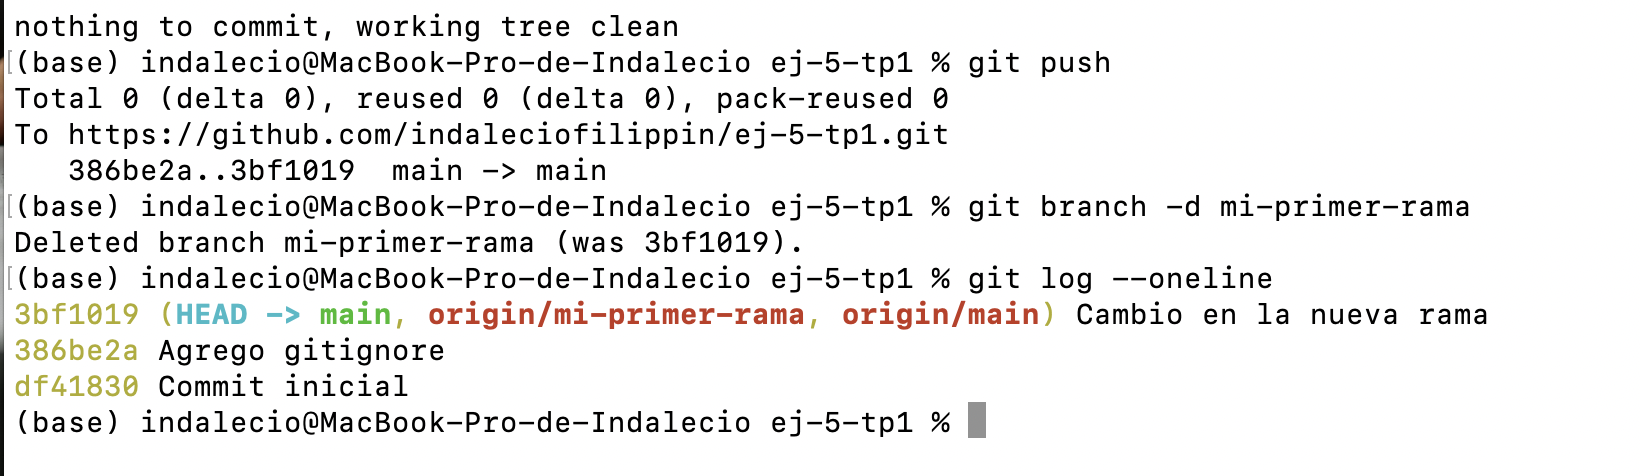 nothing to commit, working tree clean
(base) indalecio@MacBook-Pro-de-Indalecio ej-5-tp1 % git push
Total 0 (delta 0), reused 0 (delta 0), pack-reused 0
To https://github.com/indaleciofilippin/ej-5-tp1.git
   386be2a..3bf1019  main -> main
(base) indalecio@MacBook-Pro-de-Indalecio ej-5-tp1 % git branch -d mi-primer-rama
Deleted branch mi-primer-rama (was 3bf1019).
(base) indalecio@MacBook-Pro-de-Indalecio ej-5-tp1 % git log --oneline
3bf1019 (HEAD -> main, origin/mi-primer-rama, origin/main) Cambio en la nueva rama
386be2a Agrego gitignore
df41830 Commit inicial
(base) indalecio@MacBook-Pro-de-Indalecio ej-5-tp1 %